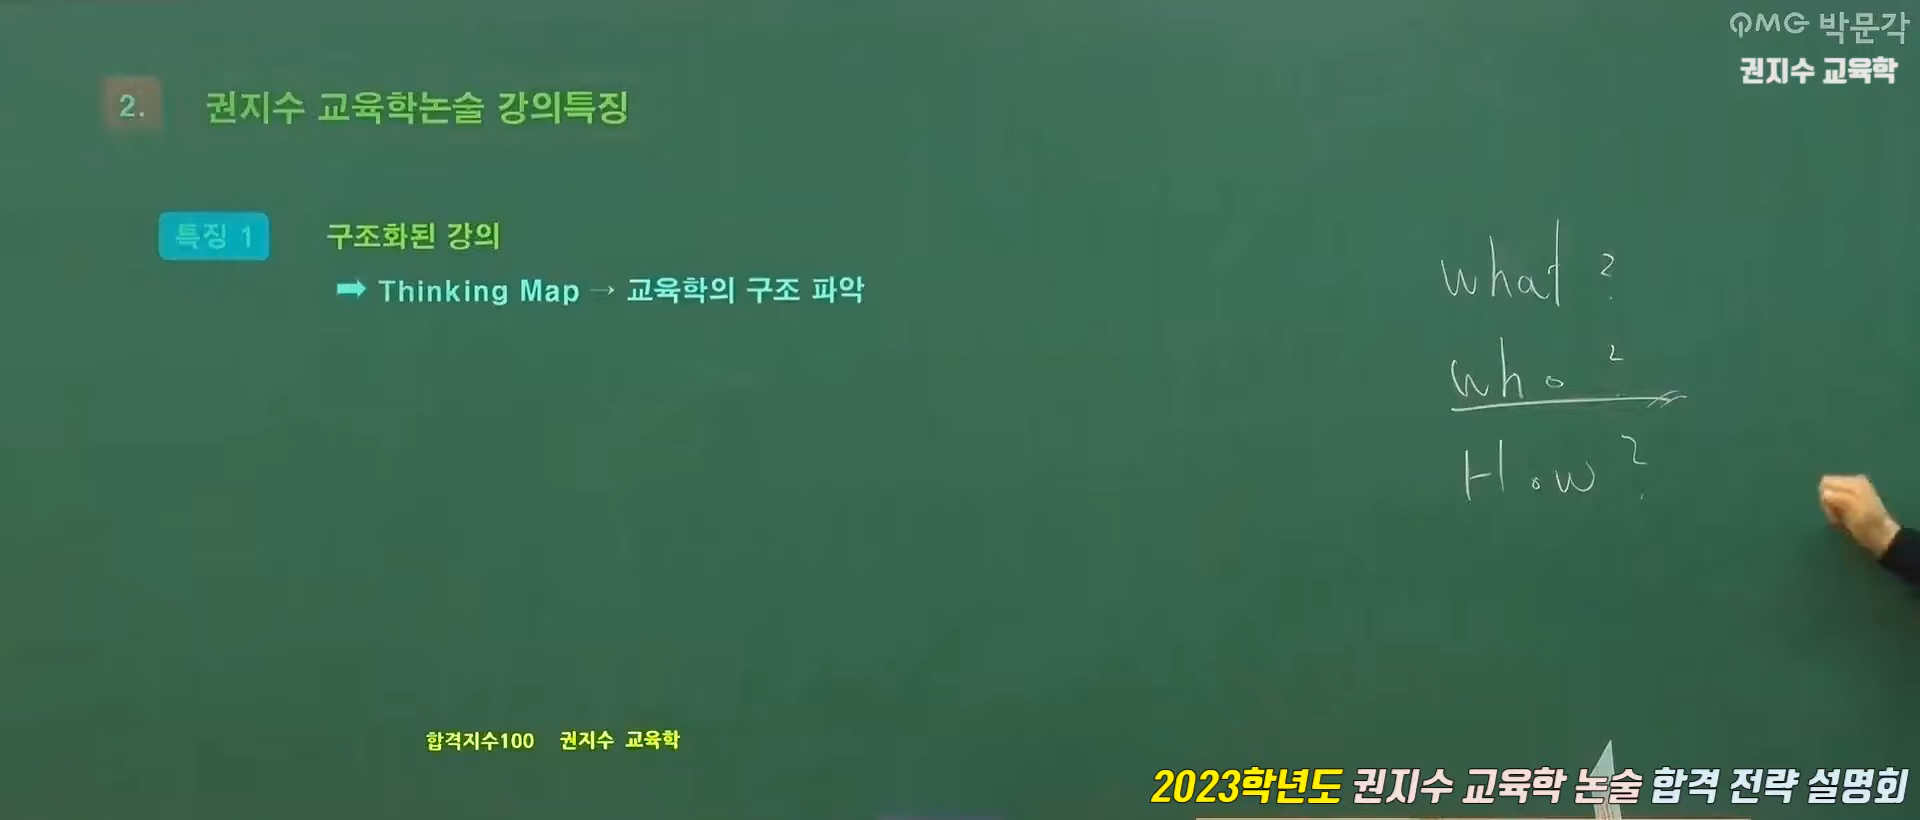 PMG 박문각
권지수 교육학
2. 권지수 교육학논술 강의특징
특징 1 구조화된 강의
➡ Thinking Map → 교육학의 구조 파악
what?
who?
How?
합격지수100 권지수 교육학
2023학년도 권지수 교육학 논술 합격 전략 설명회